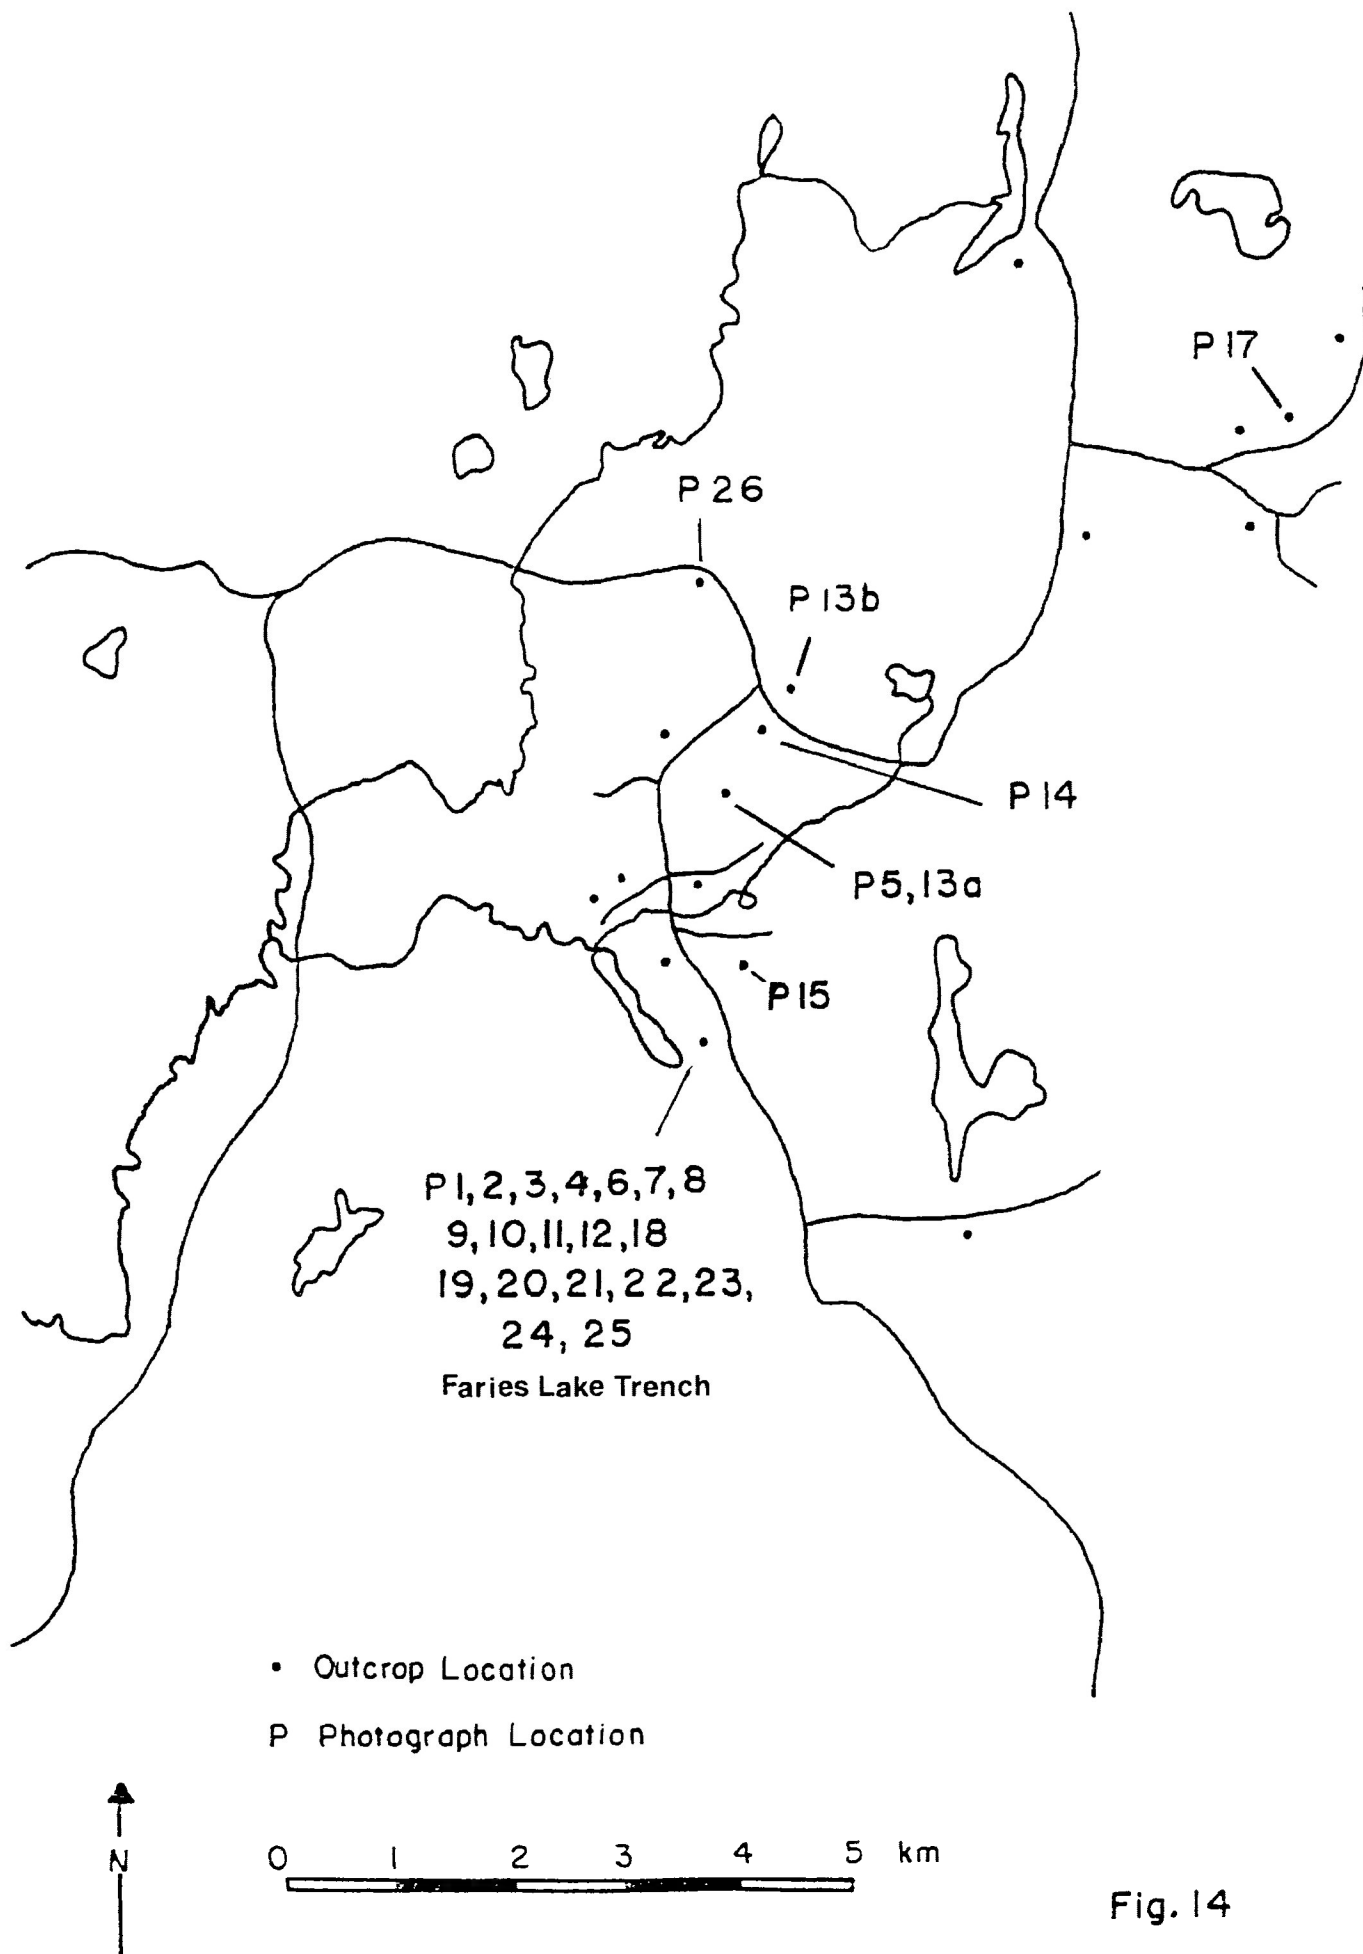 P 17
P 26
P 13b
P 14
P5, 13a
P15
P 1, 2, 3, 4, 6, 7, 8
9, 10, 11, 12, 18
19, 20, 21, 22, 23,
24, 25
Faries Lake Trench
• Outcrop Location
P Photograph Location
N
0 1 2 3 4 5 km
Fig. 14